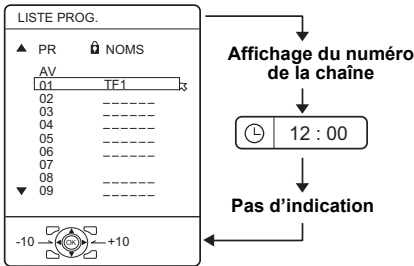 LISTE PROG.
PR NOMS
AV
01 TF1
02 ______
03 ______
04 ______
05 ______
06 ______
07
08 ______
09 ______
-10 OK +10
Affichage du numéro
de la chaîne
12 : 00
Pas d'indication